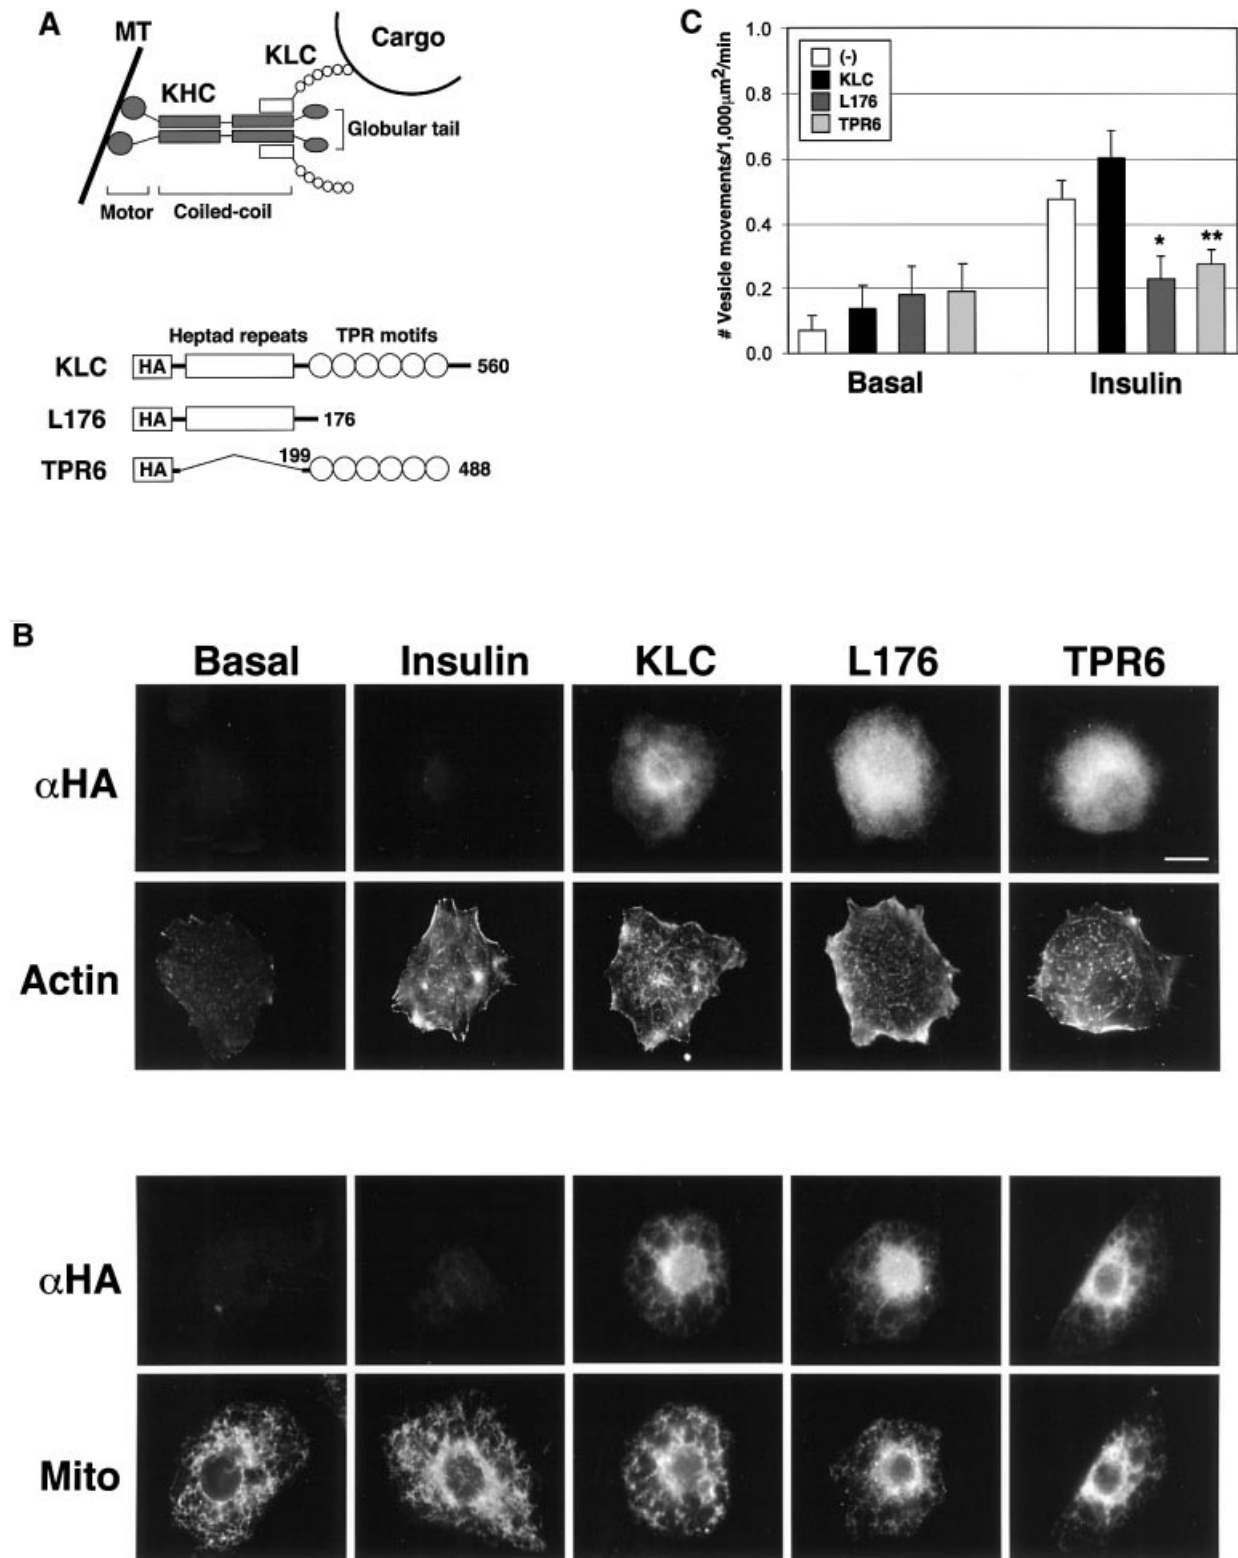 A
MT
KLC
Cargo
KHC
Globular tail
Motor
Coiled-coil
Heptad repeats
TPR motifs
KLC
HA
560
L176
HA
176
TPR6
HA
199
488
C
# Vesicle movements/1,000μm²/min
1.0
0.8
0.6
0.4
0.2
0.0
(-)
KLC
L176
TPR6
*
**
Basal
Insulin
B
Basal
Insulin
KLC
L176
TPR6
αHA
Actin
αHA
Mito